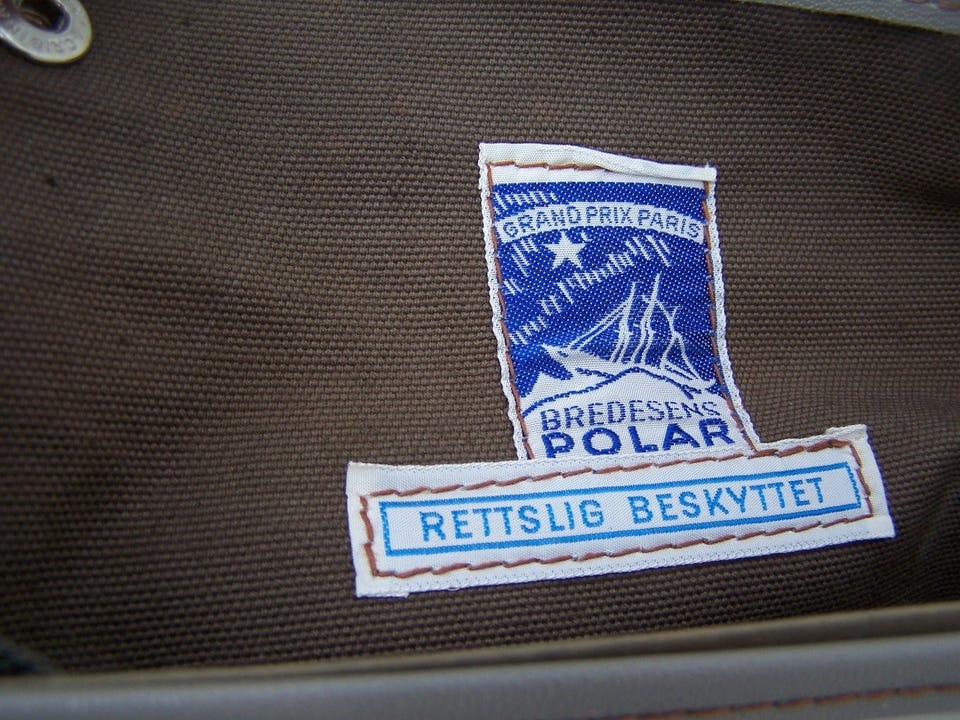 GRAND PRIX PARIS
BREDESENS
POLAR
RETTSLIG BESKYTTET